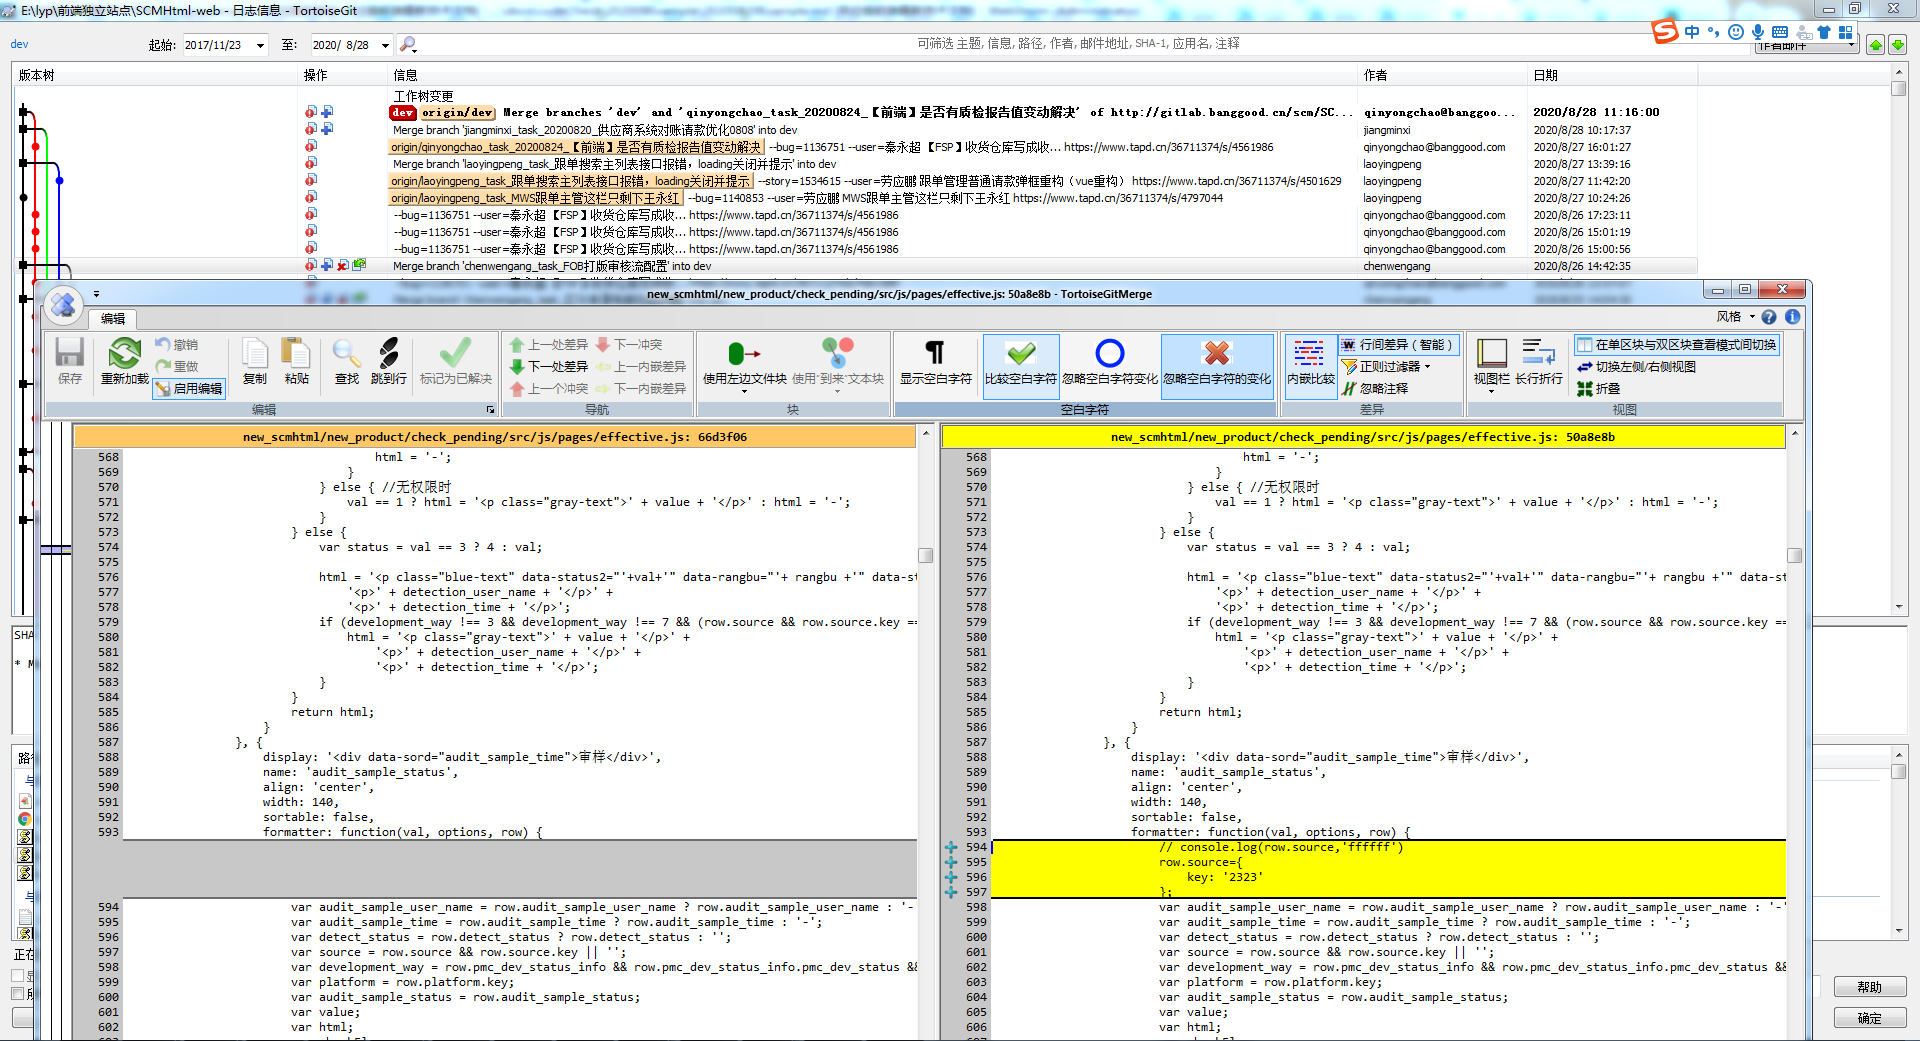 E:\lyp\前端独立站点\SCMHtml-web - 日志信息 - TortoiseGit
dev
起始: 2017/11/23 至: 2020/ 8/28
可筛选 主题, 信息, 路径, 作者, 邮件地址, SHA-1, 应用名, 注释
中
作者邮件
版本树 操作 信息 作者 日期
工作树变更
dev origin/dev Merge branches 'dev' and 'qinyongchao_task_20200824_【前端】是否有质检报告值变动解决' of http://gitlab.banggood.cn/scm/SC... qinyongchao@banggoo... 2020/8/28 11:16:00
Merge branch 'jiangminxi_task_20200820_供应商系统对账请款优化0808' into dev jiangminxi 2020/8/28 10:17:37
origin/qinyongchao_task_20200824_【前端】是否有质检报告值变动解决 --bug=1136751 --user=秦永超【FSP】收货仓库写成收... https://www.tapd.cn/36711374/s/4561986 qinyongchao@banggood.com 2020/8/27 16:01:27
Merge branch 'laoyingpeng_task_跟单搜索主列表接口报错，loading关闭并提示' into dev laoyingpeng 2020/8/27 13:39:16
origin/laoyingpeng_task_跟单搜索主列表接口报错，loading关闭并提示 --story=1534615 --user=劳应鹏 跟单管理普通请款弹框重构（vue重构） https://www.tapd.cn/36711374/s/4501629 laoyingpeng 2020/8/27 11:42:20
origin/laoyingpeng_task_MWS跟单主管这栏只剩下王永红 --bug=1140853 --user=劳应鹏 MWS跟单主管这栏只剩下王永红 https://www.tapd.cn/36711374/s/4797044 laoyingpeng 2020/8/27 10:24:26
--bug=1136751 --user=秦永超【FSP】收货仓库写成收... https://www.tapd.cn/36711374/s/4561986 qinyongchao@banggood.com 2020/8/26 17:23:11
--bug=1136751 --user=秦永超【FSP】收货仓库写成收... https://www.tapd.cn/36711374/s/4561986 qinyongchao@banggood.com 2020/8/26 15:01:19
--bug=1136751 --user=秦永超【FSP】收货仓库写成收... https://www.tapd.cn/36711374/s/4561986 qinyongchao@banggood.com 2020/8/26 15:00:56
Merge branch 'chenwengang_task_FOB打版审核流配置' into dev chenwengang 2020/8/26 14:42:35
new_scmhtml/new_product/check_pending/src/js/pages/effective.js: 50a8e8b - TortoiseGitMerge
编辑 风格
保存 重新加载 撤销 重做 启用编辑 复制 粘贴 查找 跳到行 标记为已解决
编辑
上一处差异 下一冲突
下一处差异 上一内嵌差异
上一个冲突 下一内嵌差异
导航
使用左边文件块 使用"到来"文本块
块
显示空白字符 比较空白字符 忽略空白字符变化 忽略空白字符的变化
空白字符
内嵌比较 行间差异（智能） 正则过滤器 忽略注释
差异
视图栏 长行折行 在单区块与双区块查看模式间切换 切换左侧/右侧视图 折叠
视图
new_scmhtml/new_product/check_pending/src/js/pages/effective.js: 66d3f06
568 html = '-';
569 }
570 } else { //无权限时
571 val == 1 ? html = '<p class="gray-text">' + value + '</p>' : html = '-';
572 }
573 } else {
574 var status = val == 3 ? 4 : val;
575
576 html = '<p class="blue-text" data-status2="'+val+'" data-rangbu="'+ rangbu +'" data-st
577 '<p>' + detection_user_name + '</p>' +
578 '<p>' + detection_time + '</p>';
579 if (development_way !== 3 && development_way !== 7 && (row.source && row.source.key ==
580 html = '<p class="gray-text">' + value + '</p>' +
581 '<p>' + detection_user_name + '</p>' +
582 '<p>' + detection_time + '</p>';
583 }
584 }
585 return html;
586 }
587 }, {
588 display: '<div data-sord="audit_sample_time">审样</div>',
589 name: 'audit_sample_status',
590 align: 'center',
591 width: 140,
592 sortable: false,
593 formatter: function(val, options, row) {
594 var audit_sample_user_name = row.audit_sample_user_name ? row.audit_sample_user_name : '-
595 var audit_sample_time = row.audit_sample_time ? row.audit_sample_time : '-';
596 var detect_status = row.detect_status ? row.detect_status : '';
597 var source = row.source && row.source.key || '';
598 var development_way = row.pmc_dev_status_info && row.pmc_dev_status_info.pmc_dev_status &&
599 var platform = row.platform.key;
600 var audit_sample_status = row.audit_sample_status;
601 var value;
602 var html;
new_scmhtml/new_product/check_pending/src/js/pages/effective.js: 50a8e8b
568 html = '-';
569 }
570 } else { //无权限时
571 val == 1 ? html = '<p class="gray-text">' + value + '</p>' : html = '-';
572 }
573 } else {
574 var status = val == 3 ? 4 : val;
575
576 html = '<p class="blue-text" data-status2="'+val+'" data-rangbu="'+ rangbu +'" data-st
577 '<p>' + detection_user_name + '</p>' +
578 '<p>' + detection_time + '</p>';
579 if (development_way !== 3 && development_way !== 7 && (row.source && row.source.key ==
580 html = '<p class="gray-text">' + value + '</p>' +
581 '<p>' + detection_user_name + '</p>' +
582 '<p>' + detection_time + '</p>';
583 }
584 }
585 return html;
586 }
587 }, {
588 display: '<div data-sord="audit_sample_time">审样</div>',
589 name: 'audit_sample_status',
590 align: 'center',
591 width: 140,
592 sortable: false,
593 formatter: function(val, options, row) {
594 // console.log(row.source,'ffffff')
595 row.source={
596 key: '2323'
597 };
598 var audit_sample_user_name = row.audit_sample_user_name ? row.audit_sample_user_name : '-'
599 var audit_sample_time = row.audit_sample_time ? row.audit_sample_time : '-';
600 var detect_status = row.detect_status ? row.detect_status : '';
601 var source = row.source && row.source.key || '';
602 var development_way = row.pmc_dev_status_info && row.pmc_dev_status_info.pmc_dev_status &&
603 var platform = row.platform.key;
604 var audit_sample_status = row.audit_sample_status;
605 var value;
606 var html;
SHA
* M
路
正在
帮助
确定